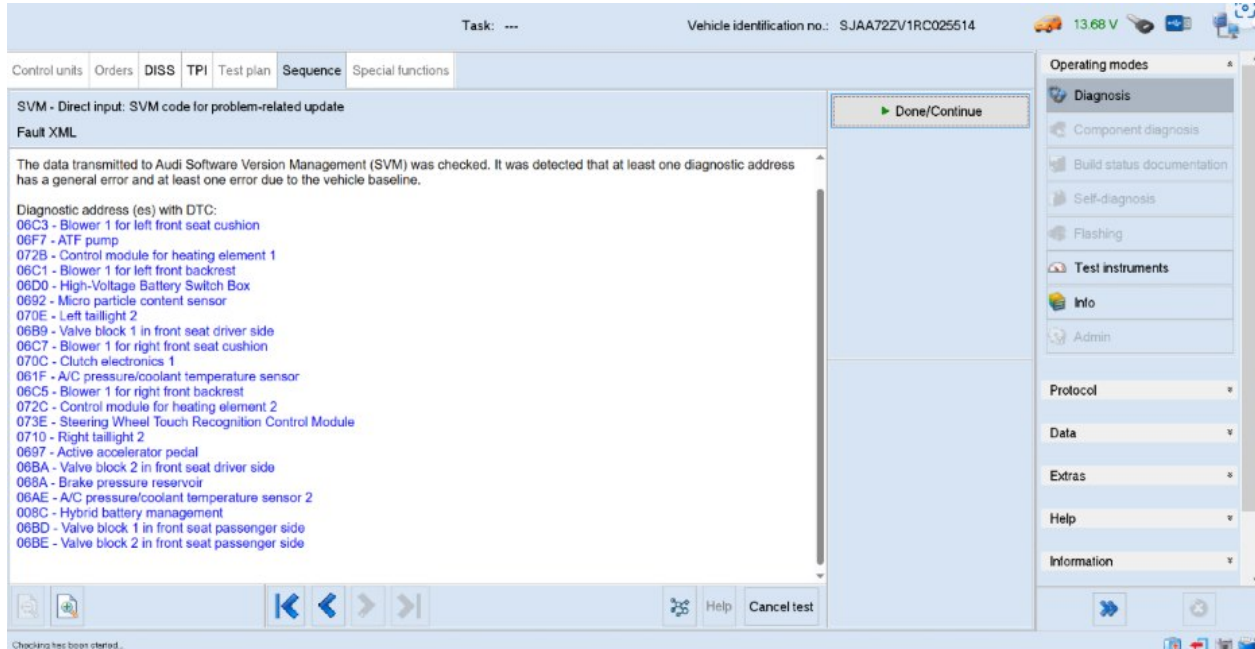 Task: ---
Vehicle identification no.: SJAA72ZV1RC025514
13.68 V
Control units Orders DISS TPI Test plan Sequence Special functions
SVM - Direct input: SVM code for problem-related update
Fault XML
The data transmitted to Audi Software Version Management (SVM) was checked. It was detected that at least one diagnostic address
has a general error and at least one error due to the vehicle baseline.
Diagnostic address (es) with DTC:
06C3 - Blower 1 for left front seat cushion
06F7 - ATF pump
072B - Control module for heating element 1
06C1 - Blower 1 for left front backrest
06D0 - High-Voltage Battery Switch Box
0692 - Micro particle content sensor
070E - Left taillight 2
06B9 - Valve block 1 in front seat driver side
06C7 - Blower 1 for right front seat cushion
070C - Clutch electronics 1
061F - A/C pressure/coolant temperature sensor
06C5 - Blower 1 for right front backrest
072C - Control module for heating element 2
073E - Steering Wheel Touch Recognition Control Module
0710 - Right taillight 2
0697 - Active accelerator pedal
06BA - Valve block 2 in front seat driver side
068A - Brake pressure reservoir
06AE - A/C pressure/coolant temperature sensor 2
008C - Hybrid battery management
06BD - Valve block 1 in front seat passenger side
06BE - Valve block 2 in front seat passenger side
Done/Continue
Help
Cancel test
Operating modes
Diagnosis
Component diagnosis
Build status documentation
Self-diagnosis
Flashing
Test instruments
Info
Admin
Protocol
Data
Extras
Help
Information
Checking has been started...